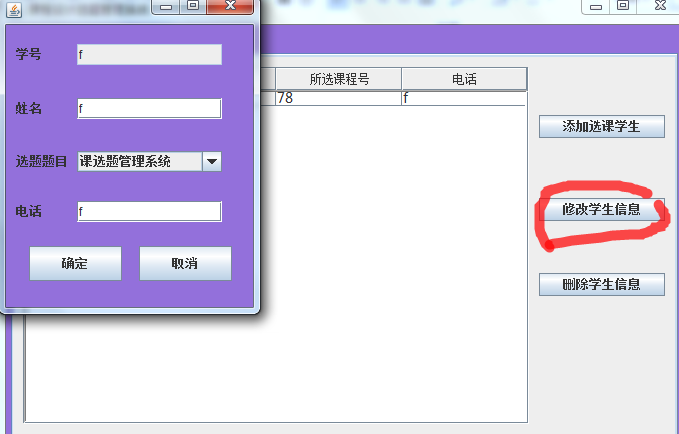 学号 f
姓名 f
选题题目 课选题管理系统
电话 f
确定 取消
所选课程号 电话
78 f
添加选课学生
修改学生信息
删除学生信息